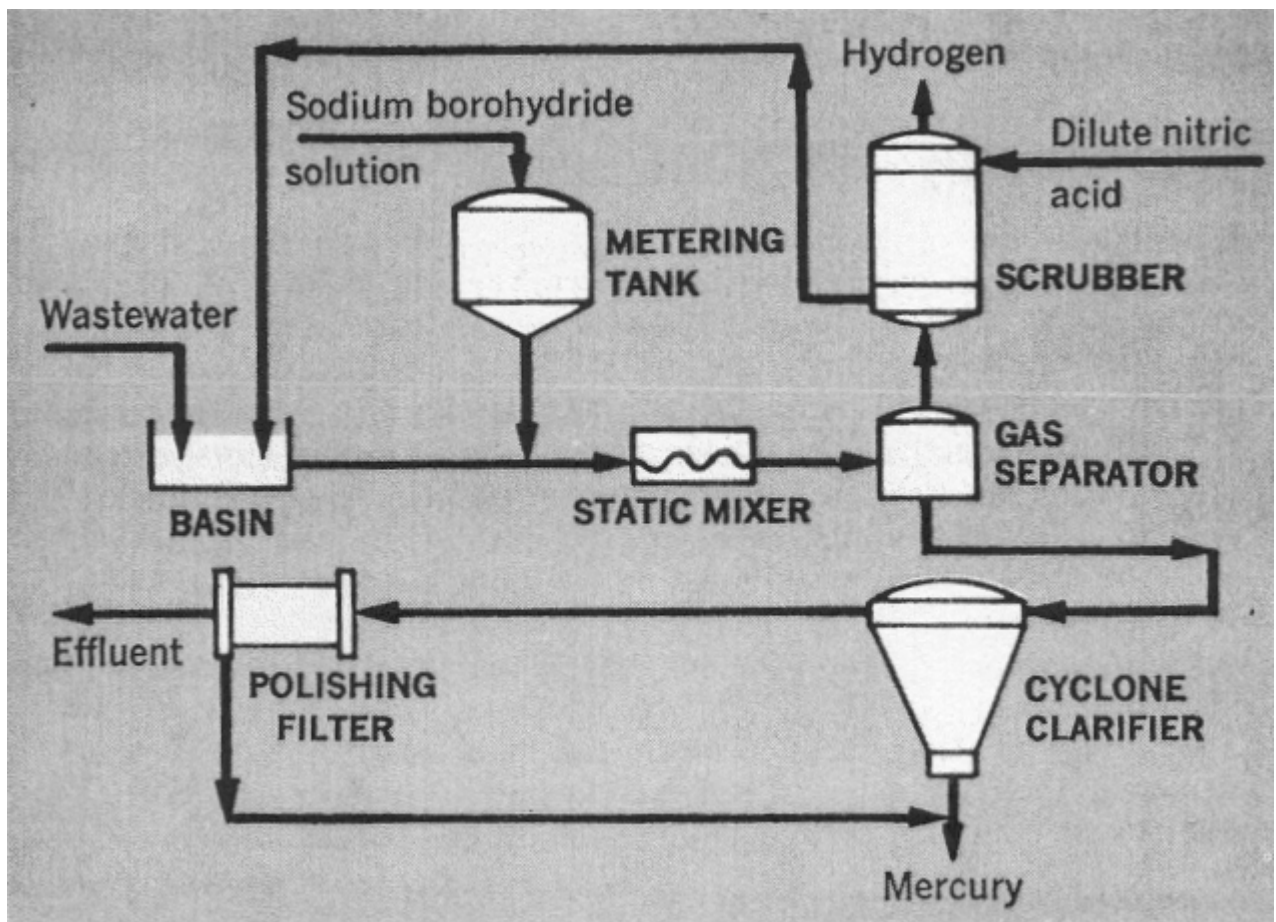 Hydrogen
Sodium borohydride
solution
Dilute nitric
acid
METERING
TANK
SCRUBBER
Wastewater
GAS
SEPARATOR
BASIN
STATIC MIXER
Effluent
POLISHING
FILTER
CYCLONE
CLARIFIER
Mercury